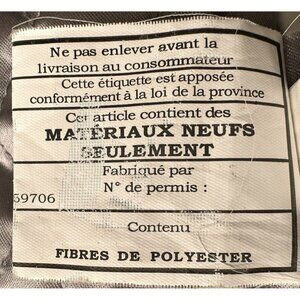 Ne pas enlever avant la
livraison au consommateur
Cette étiquette est apposée
conformément à la loi de la province
Cet article contient des
MATÉRIAUX NEUFS
SEULEMENT
Fabriqué par
N° de permis :
59706
Contenu
FIBRES DE POLYESTER